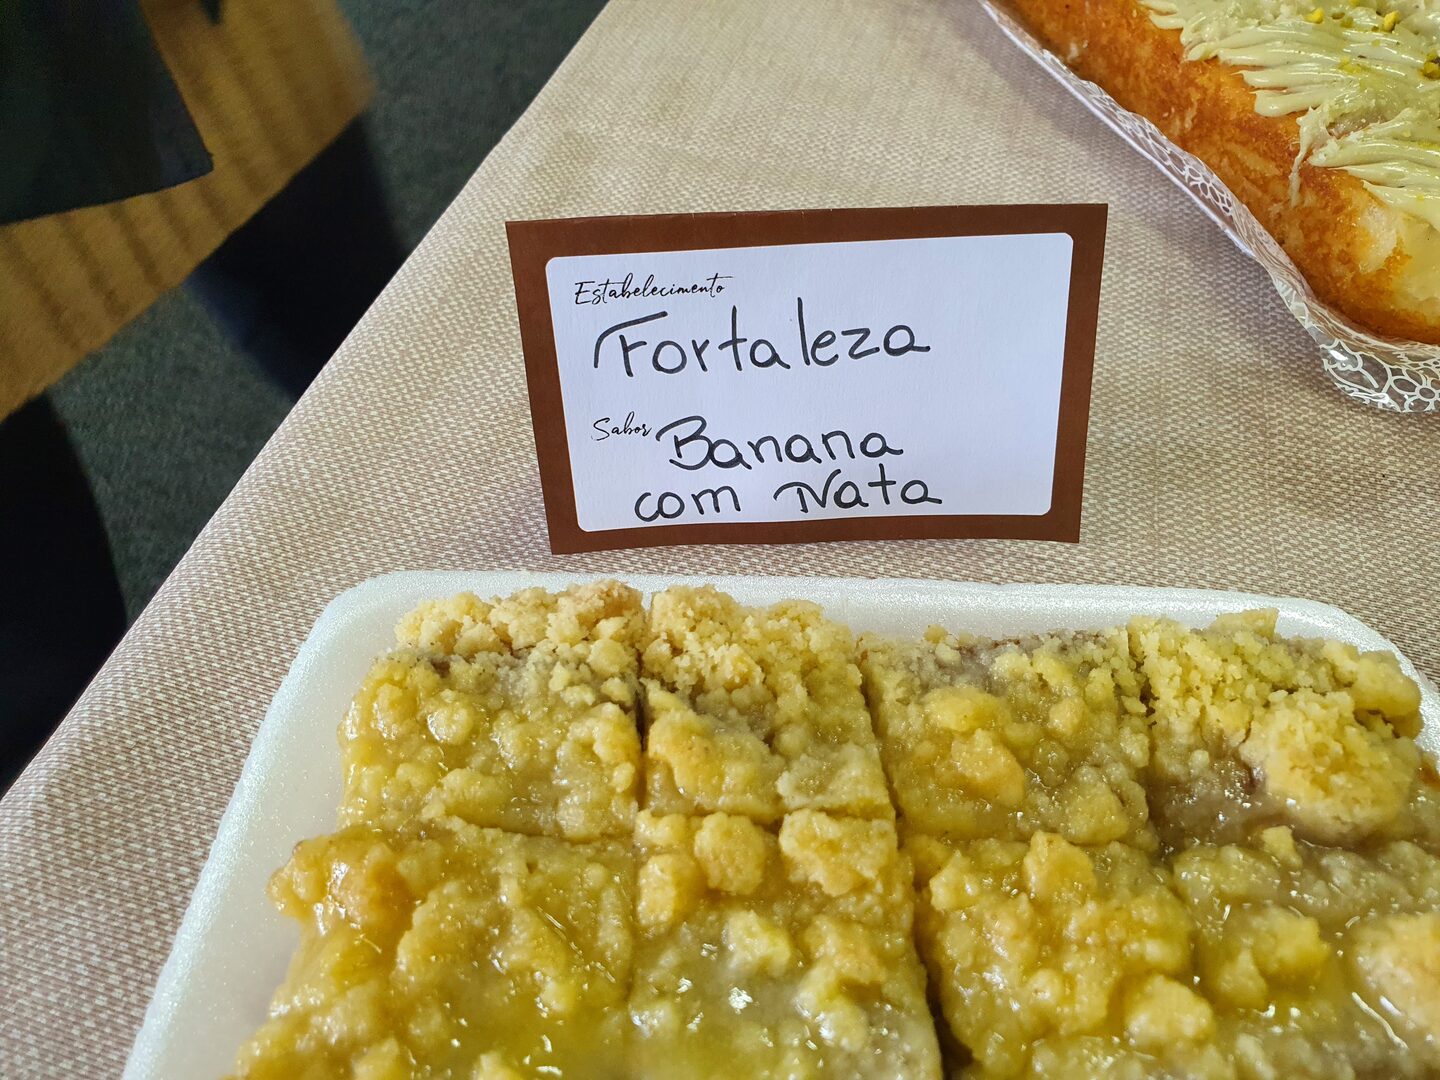 Estabelecimento
Fortaleza
Sabor Banana
com Nata